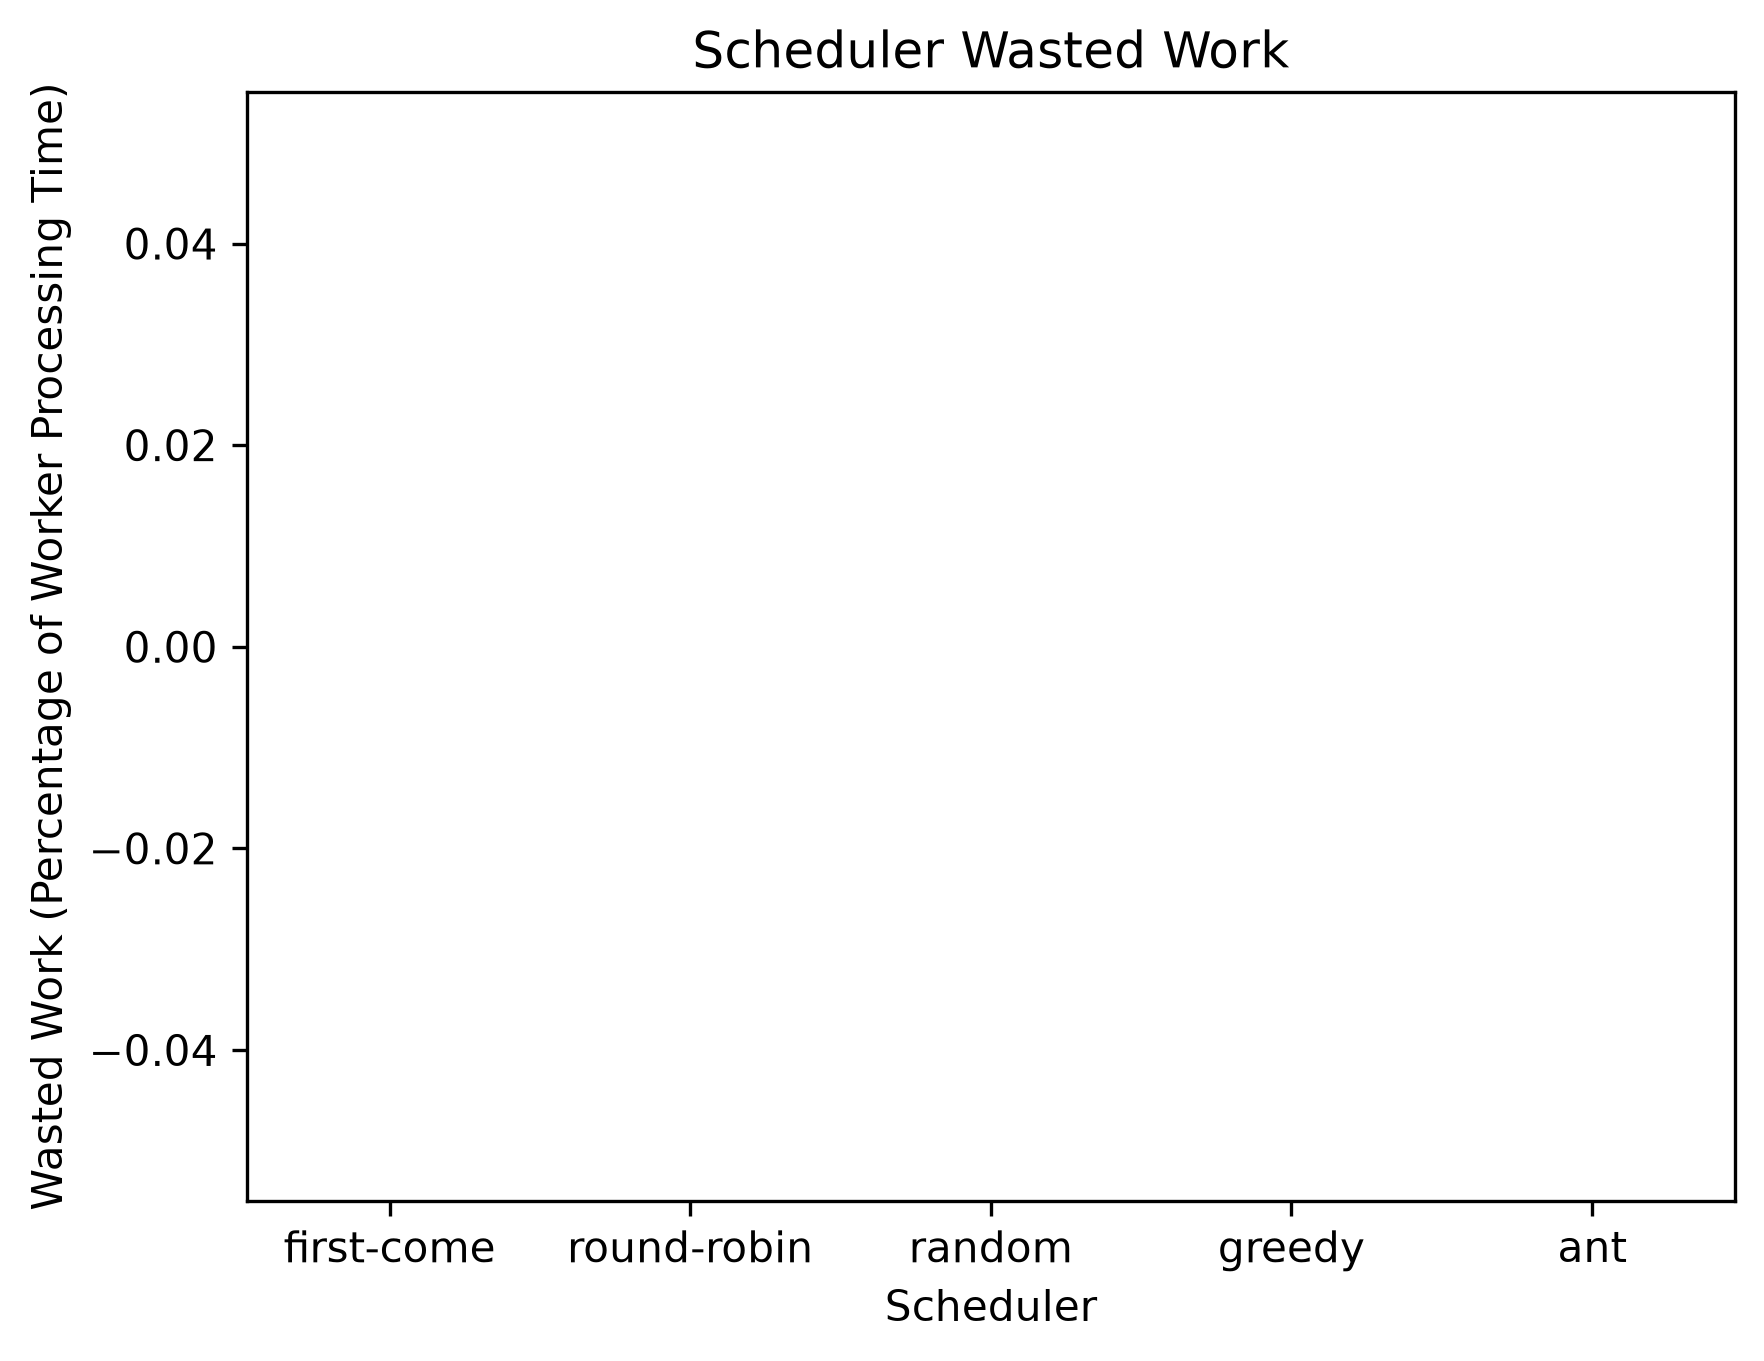 Scheduler Wasted Work
Wasted Work (Percentage of Worker Processing Time)
0.04
0.02
0.00
−0.02
−0.04
first-come round-robin random greedy ant
Scheduler